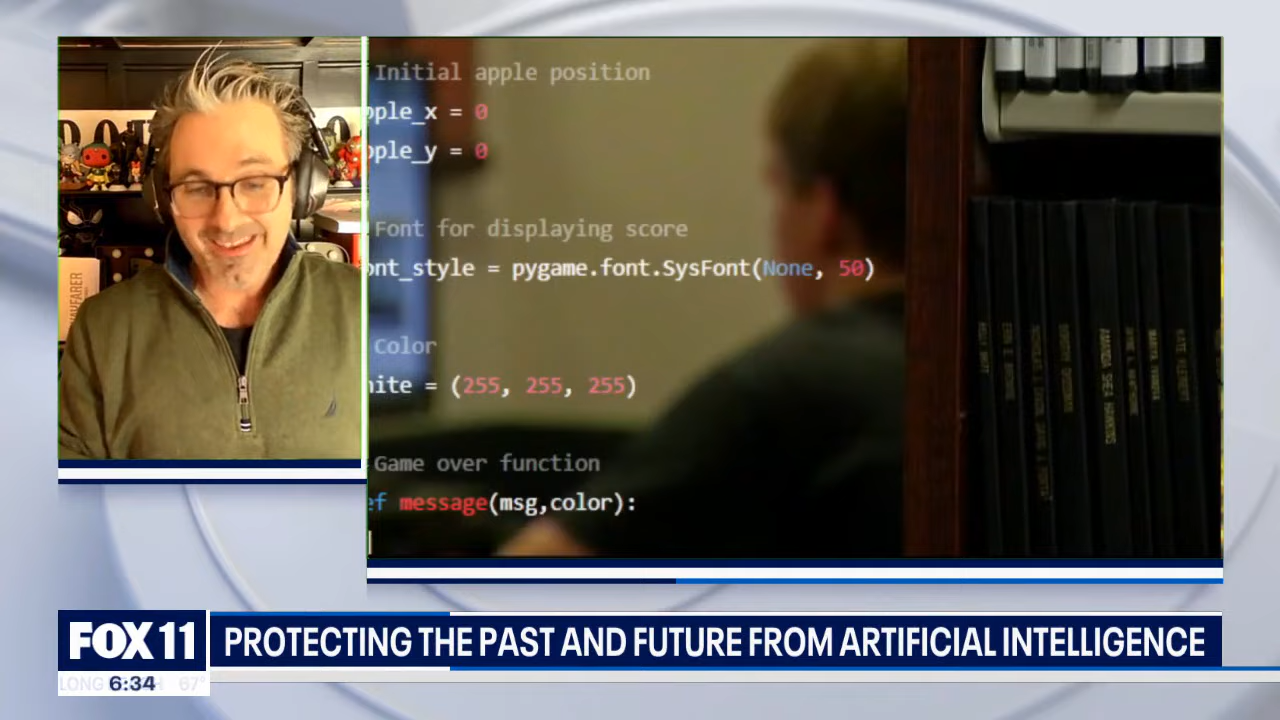 Initial apple position
pple_x = 0
pple_y = 0
Font for displaying score
ont_style = pygame.font.SysFont(None, 50)
Color
hite = (255, 255, 255)
Game over function
ef message(msg,color):
FOX 11
PROTECTING THE PAST AND FUTURE FROM ARTIFICIAL INTELLIGENCE
LONG
6:34
67°